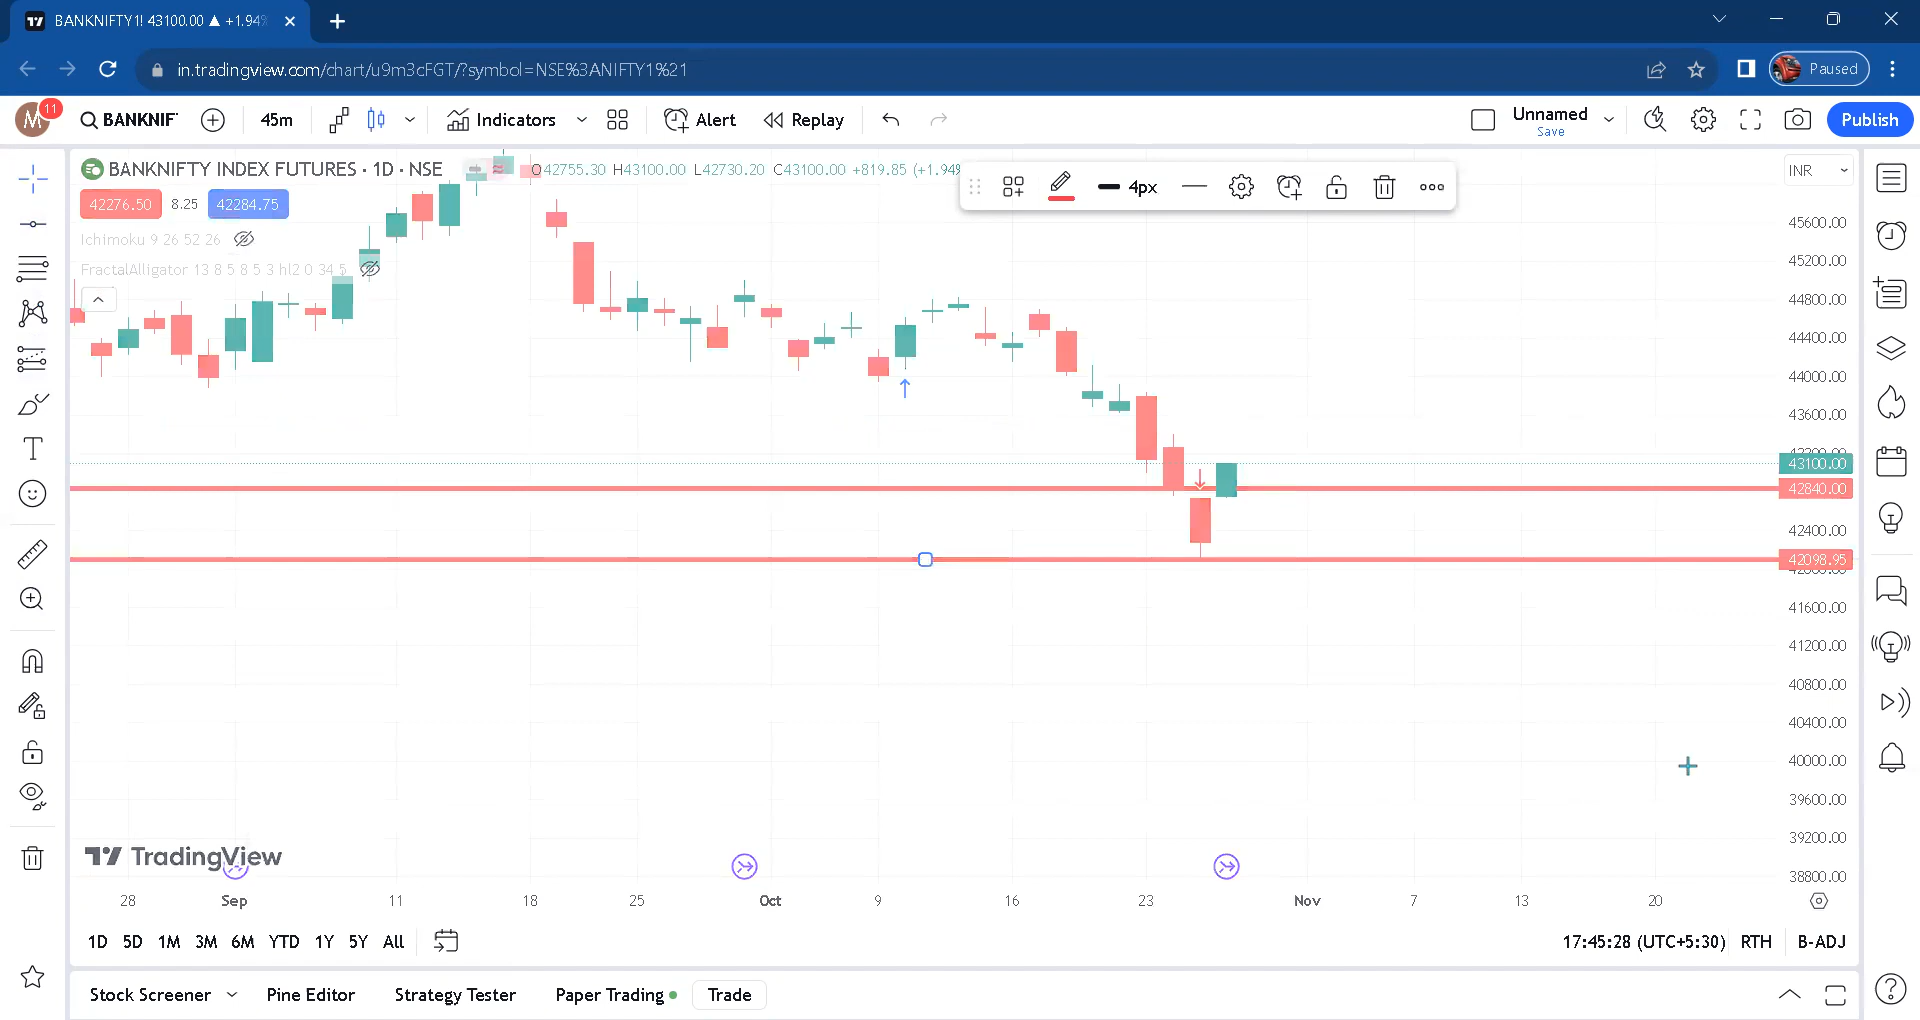 BANKNIFTY1! 43100.00 ▲ +1.94%
in.tradingview.com/chart/u9m3cFGT/?symbol=NSE%3ANIFTY1%21
Paused
M 11 BANKNIF 45m Indicators Alert Replay Unnamed Save Publish
BANKNIFTY INDEX FUTURES · 1D · NSE O42755.30 H43100.00 L42730.20 C43100.00 +819.85 (+1.94% 4px INR
42276.50 8.25 42284.75
Ichimoku 9 26 52 26
FractalAlligator 13 8 5 8 5 3 hl2 0 34 5
45600.00
45200.00
44800.00
44400.00
44000.00
43600.00
43200.00
43100.00
42840.00
42400.00
42098.95
42000.00
41600.00
41200.00
40800.00
40400.00
40000.00
39600.00
39200.00
38800.00
TradingView
28 Sep 11 18 25 Oct 9 16 23 Nov 7 13 20
1D 5D 1M 3M 6M YTD 1Y 5Y All 17:45:28 (UTC+5:30) RTH B-ADJ
Stock Screener Pine Editor Strategy Tester Paper Trading Trade